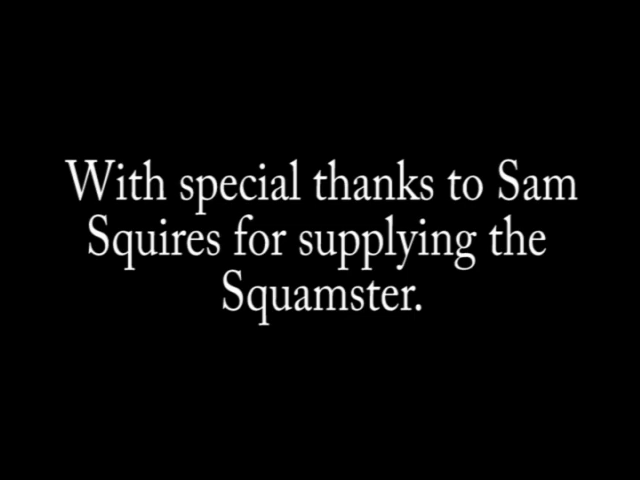 With special thanks to Sam
Squires for supplying the
Squamster.